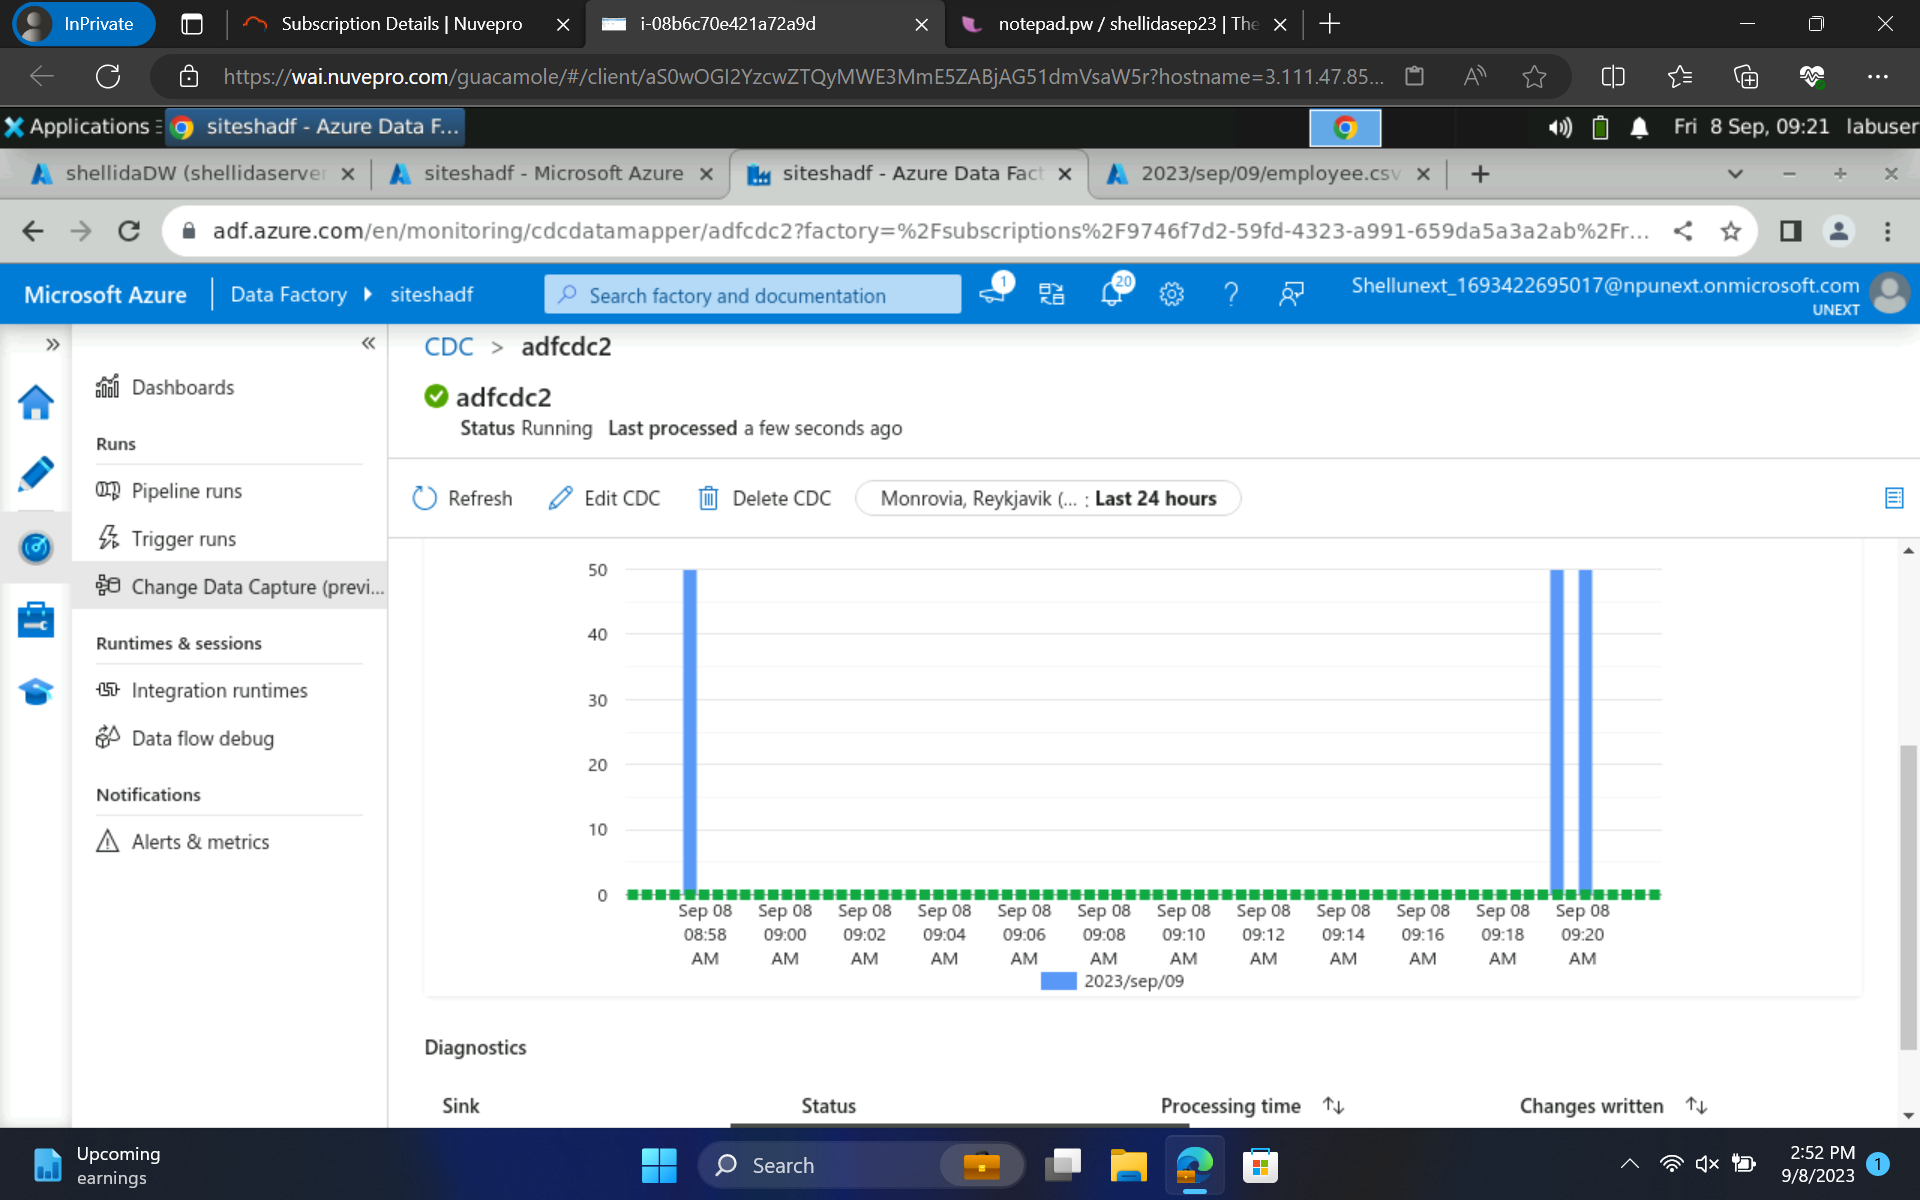 InPrivate
Subscription Details | Nuvepro
i-08b6c70e421a72a9d
notepad.pw / shellidasep23 | The
https://wai.nuvepro.com/guacamole/#/client/aS0wOGI2YzcwZTQyMWE3MmE5ZABjAG51dmVsaW5r?hostname=3.111.47.85...
Applications
siteshadf - Azure Data F...
Fri 8 Sep, 09:21 labuser
shellidaDW (shellidaserver
siteshadf - Microsoft Azure
siteshadf - Azure Data Fact
2023/sep/09/employee.csv
adf.azure.com/en/monitoring/cdcdatamapper/adfcdc2?factory=%2Fsubscriptions%2F9746f7d2-59fd-4323-a991-659da5a3a2ab%2Fr...
Microsoft Azure
Data Factory
siteshadf
Search factory and documentation
1
20
Shellunext_1693422695017@npunext.onmicrosoft.com
UNEXT
CDC > adfcdc2
Dashboards
adfcdc2
Status Running Last processed a few seconds ago
Runs
Pipeline runs
Trigger runs
Change Data Capture (previ...
Runtimes & sessions
Integration runtimes
Data flow debug
Notifications
Alerts & metrics
Refresh
Edit CDC
Delete CDC
Monrovia, Reykjavik (... : Last 24 hours
50
40
30
20
10
0
Sep 08 08:58 AM
Sep 08 09:00 AM
Sep 08 09:02 AM
Sep 08 09:04 AM
Sep 08 09:06 AM
Sep 08 09:08 AM
Sep 08 09:10 AM
Sep 08 09:12 AM
Sep 08 09:14 AM
Sep 08 09:16 AM
Sep 08 09:18 AM
Sep 08 09:20 AM
2023/sep/09
Diagnostics
Sink
Status
Processing time
Changes written
Upcoming
earnings
Search
2:52 PM
9/8/2023
1